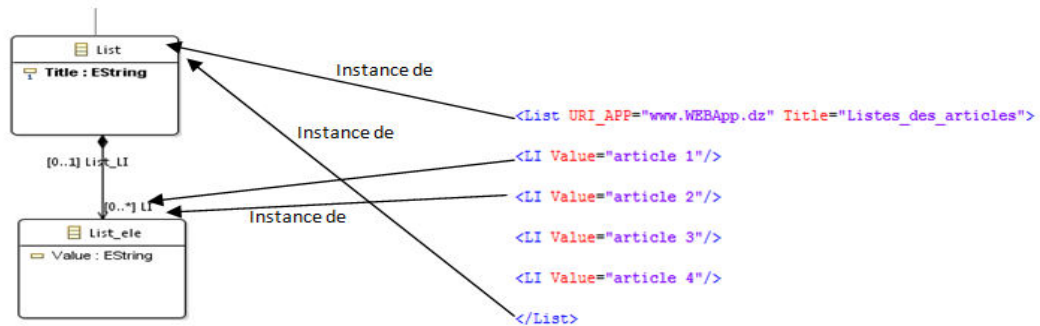 List
Title : EString
[0..1] List_LI
[0..*] LI
List_ele
Value : EString
Instance de
Instance de
Instance de
<List URI_APP="www.WEBApp.dz" Title="Listes_des_articles">
<LI Value="article 1"/>
<LI Value="article 2"/>
<LI Value="article 3"/>
<LI Value="article 4"/>
</List>